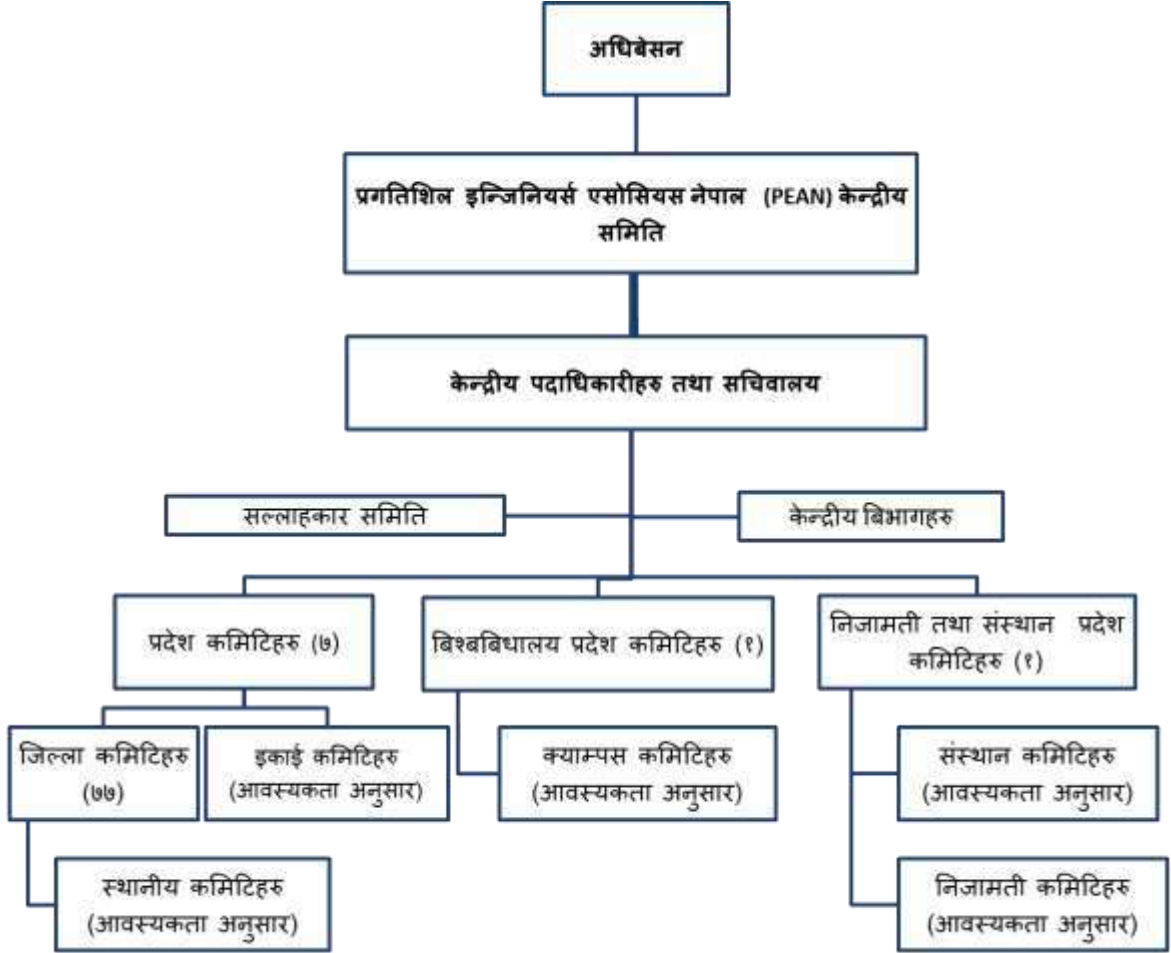 अधिबेसन
प्रगतिशिल इन्जिनियर्स एसोसियस नेपाल (PEAN) केन्द्रीय
समिति
केन्द्रीय पदाधिकारीहरु तथा सचिवालय
सल्लाहकार समिति
केन्द्रीय बिभागहरु
प्रदेश कमिटिहरु (७)
बिश्बबिधालय प्रदेश कमिटिहरु (१)
निजामती तथा संस्थान प्रदेश
कमिटिहरु (१)
जिल्ला कमिटिहरु
(७७)
इकाई कमिटिहरु
(आवस्यकता अनुसार)
क्याम्पस कमिटिहरु
(आवस्यकता अनुसार)
संस्थान कमिटिहरु
(आवस्यकता अनुसार)
स्थानीय कमिटिहरु
(आवस्यकता अनुसार)
निजामती कमिटिहरु
(आवस्यकता अनुसार)